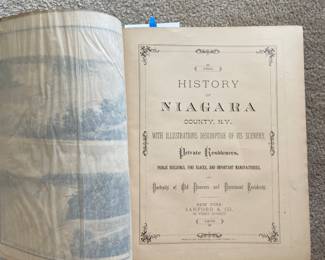 HISTORY
OF
NIAGARA
COUNTY, N.Y.
WITH ILLUSTRATIONS DESCRIPTIVE OF ITS SCENERY,
Private Residences,
PUBLIC BUILDINGS, FINE BLOCKS, AND IMPORTANT MANUFACTORIES,
AND
Portraits of Old Pioneers and Prominent Residents.
NEW YORK:
SANFORD & CO.